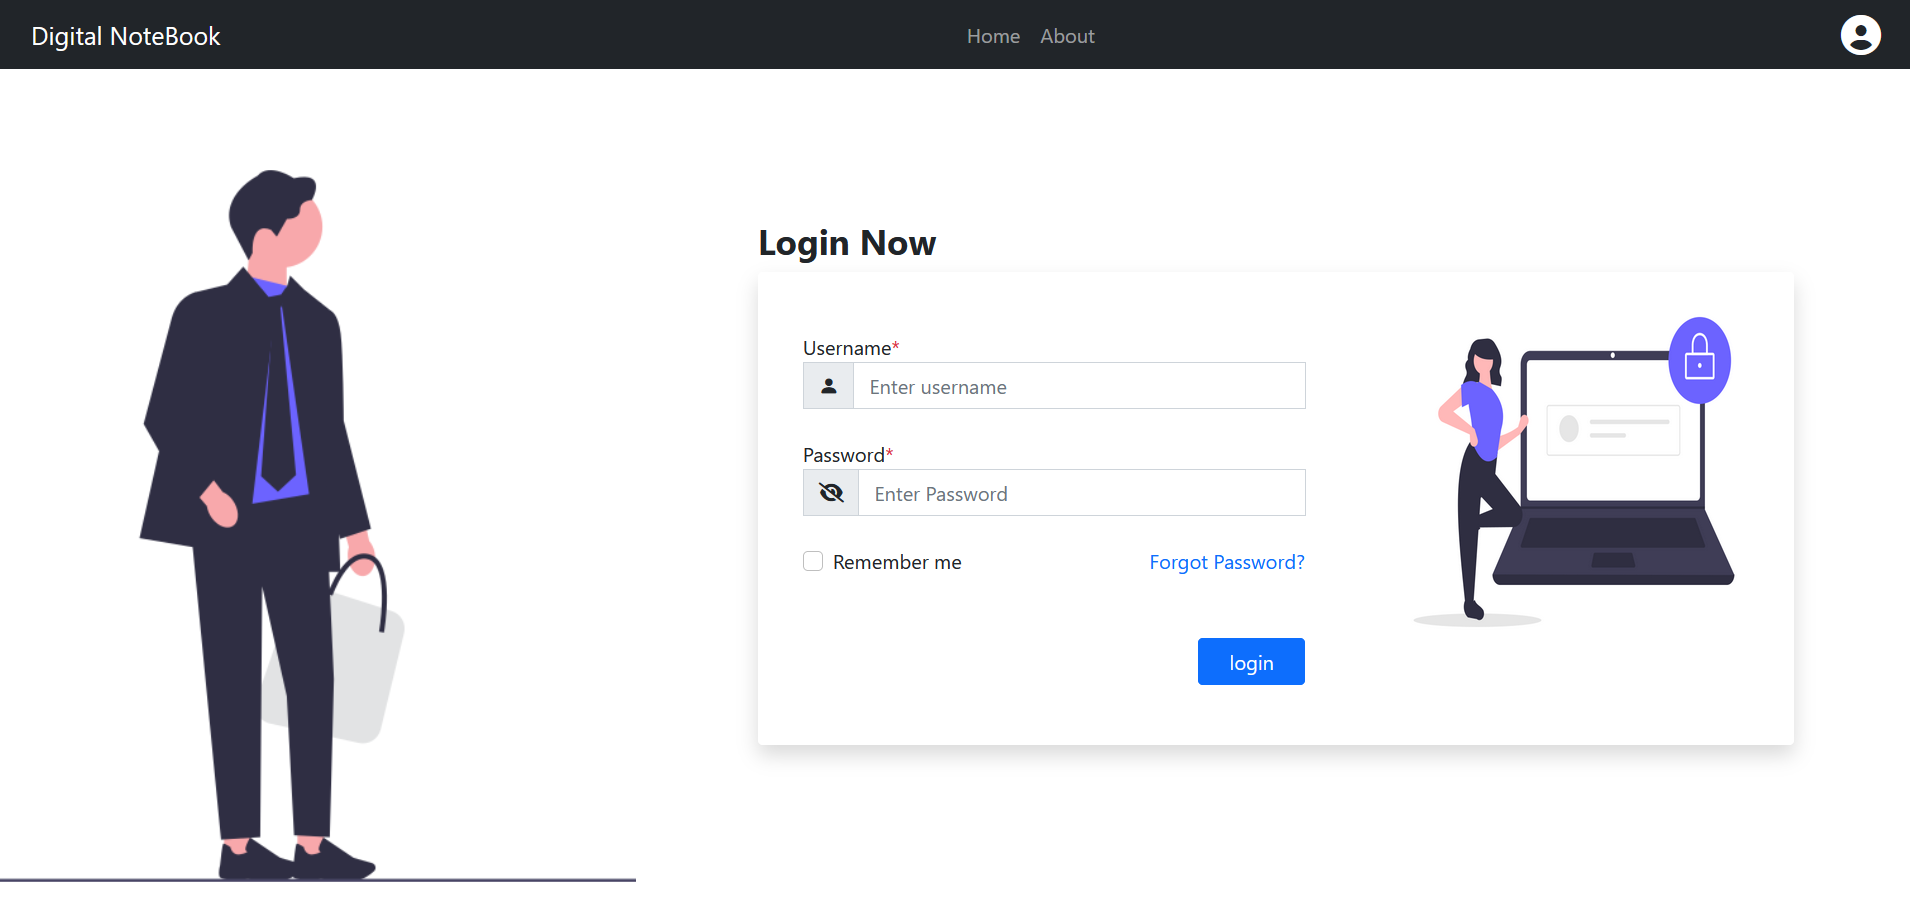 Digital NoteBook
Home About
Login Now
Username*
Enter username
Password*
Enter Password
Remember me Forgot Password?
login